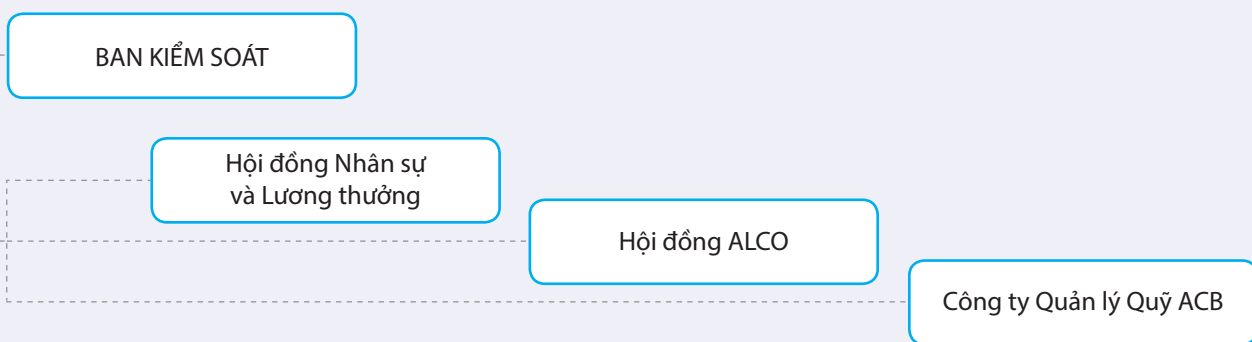 BAN KIỂM SOÁT
Hội đồng Nhân sự
và Lương thưởng
Hội đồng ALCO
Công ty Quản lý Quỹ ACB